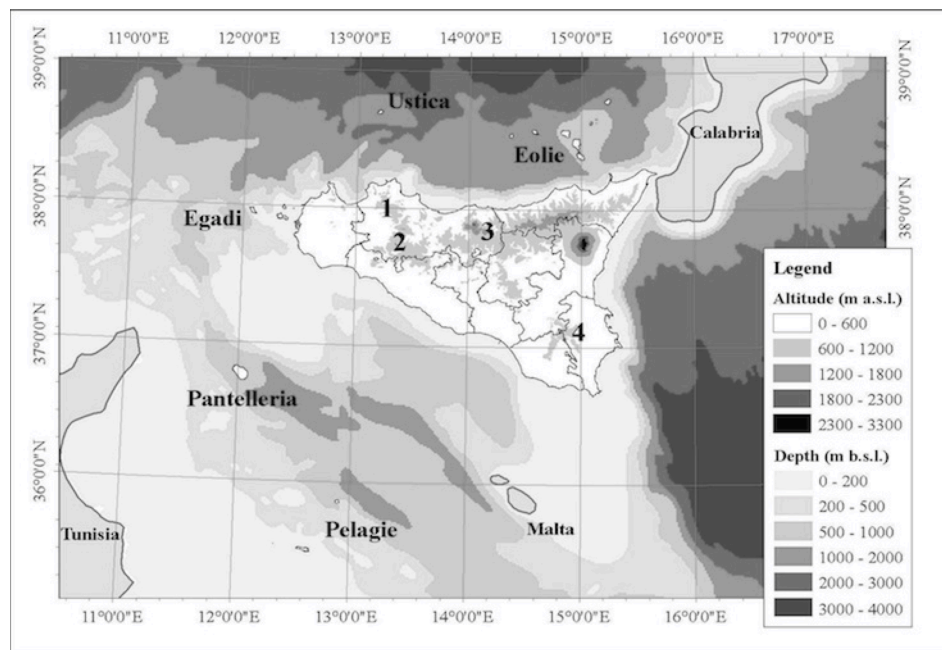 11°0'0"E 12°0'0"E 13°0'0"E 14°0'0"E 15°0'0"E 16°0'0"E 17°0'0"E
39°0'0"N
39°0'0"N
Ustica
Calabria
Eolie
38°0'0"N
38°0'0"N
Egadi
1
2
3
4
37°0'0"N
Pantelleria
36°0'0"N
Tunisia
Pelagie
Malta
Legend
Altitude (m a.s.l.)
0 - 600
600 - 1200
1200 - 1800
1800 - 2300
2300 - 3300
Depth (m b.s.l.)
0 - 200
200 - 500
500 - 1000
1000 - 2000
2000 - 3000
3000 - 4000
11°0'0"E 12°0'0"E 13°0'0"E 14°0'0"E 15°0'0"E 16°0'0"E